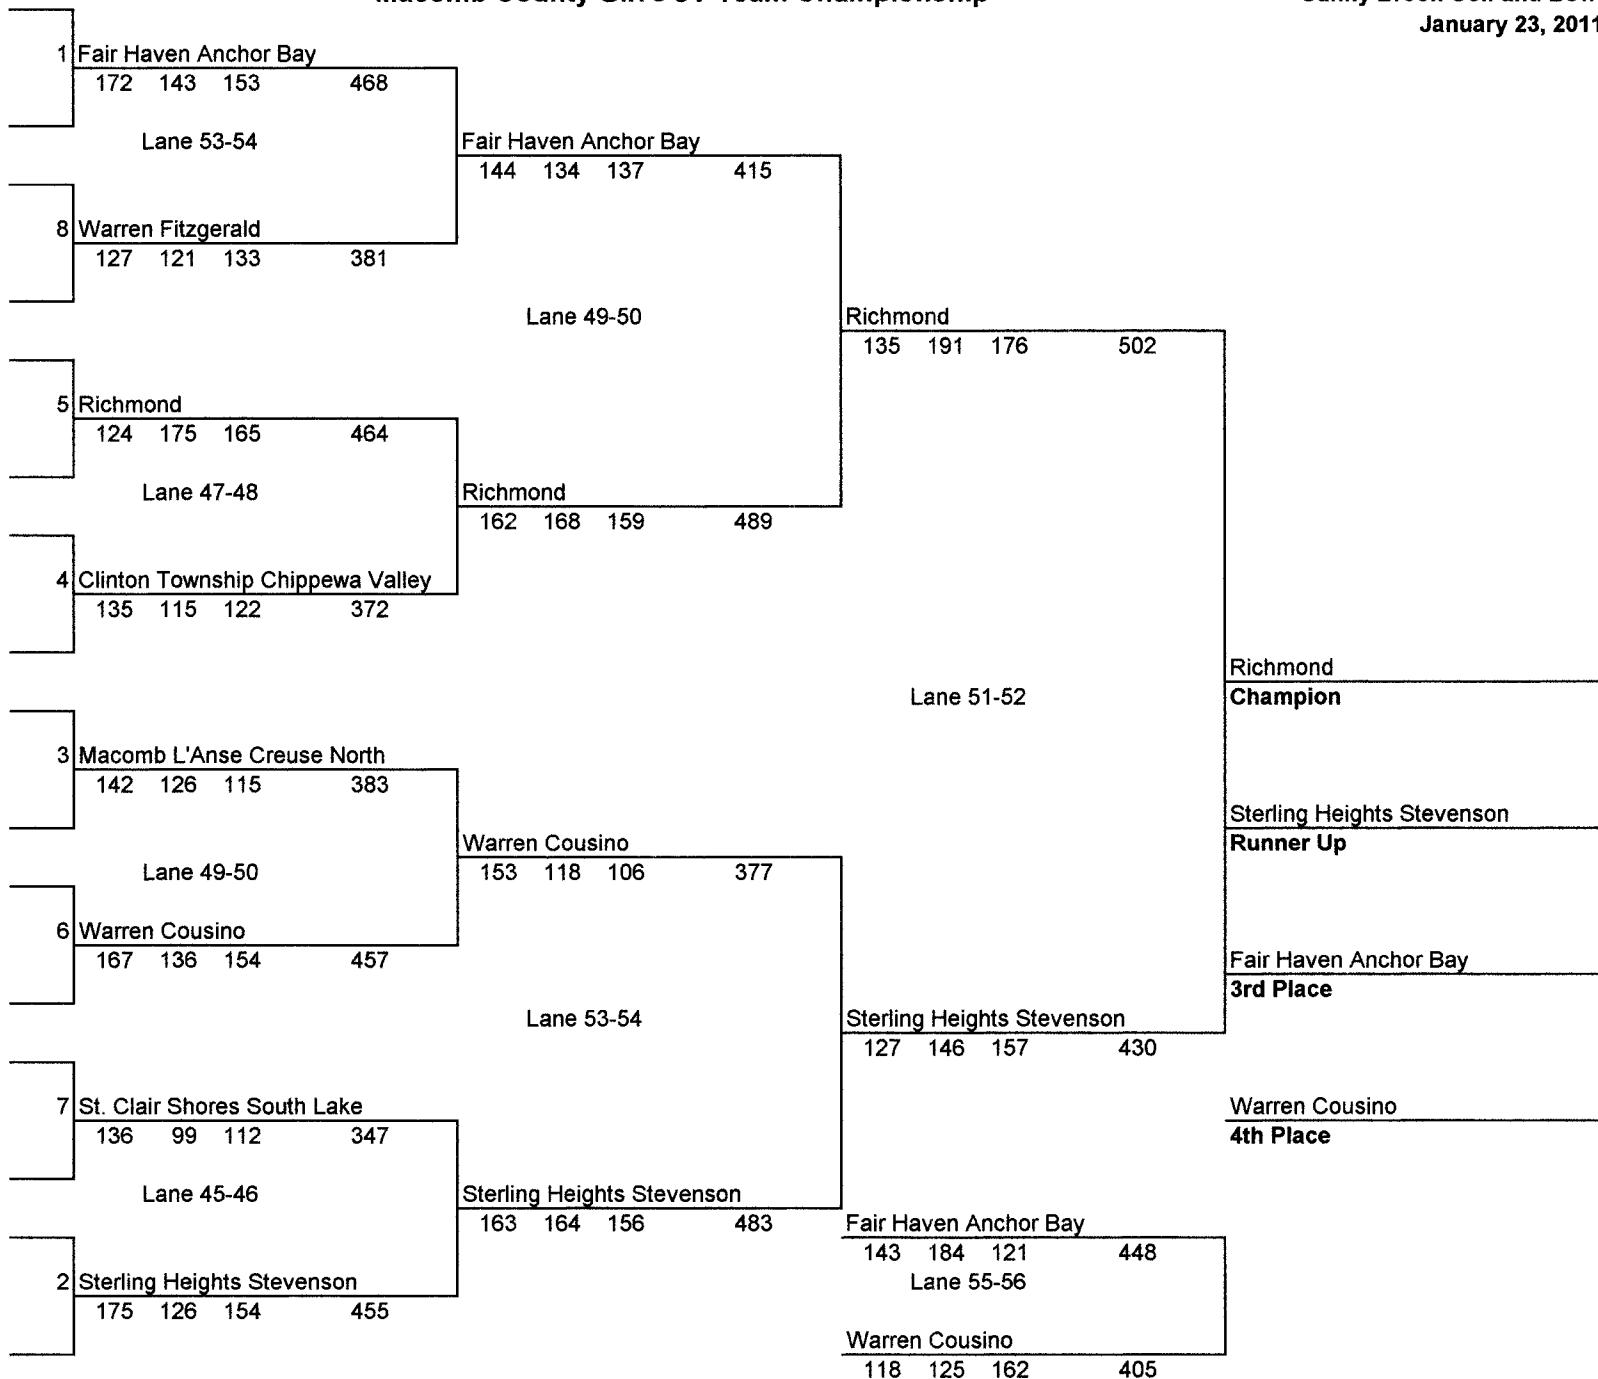 January 23, 2011
1 Fair Haven Anchor Bay
172 143 153 468
Lane 53-54
Fair Haven Anchor Bay
144 134 137 415
8 Warren Fitzgerald
127 121 133 381
Lane 49-50
Richmond
135 191 176 502
5 Richmond
124 175 165 464
Lane 47-48
Richmond
162 168 159 489
4 Clinton Township Chippewa Valley
135 115 122 372
Richmond
Champion
Lane 51-52
3 Macomb L'Anse Creuse North
142 126 115 383
Sterling Heights Stevenson
Runner Up
Warren Cousino
153 118 106 377
Lane 49-50
6 Warren Cousino
167 136 154 457
Fair Haven Anchor Bay
3rd Place
Lane 53-54
Sterling Heights Stevenson
127 146 157 430
7 St. Clair Shores South Lake
136 99 112 347
Warren Cousino
4th Place
Lane 45-46
Sterling Heights Stevenson
163 164 156 483
Fair Haven Anchor Bay
143 184 121 448
Lane 55-56
2 Sterling Heights Stevenson
175 126 154 455
Warren Cousino
118 125 162 405